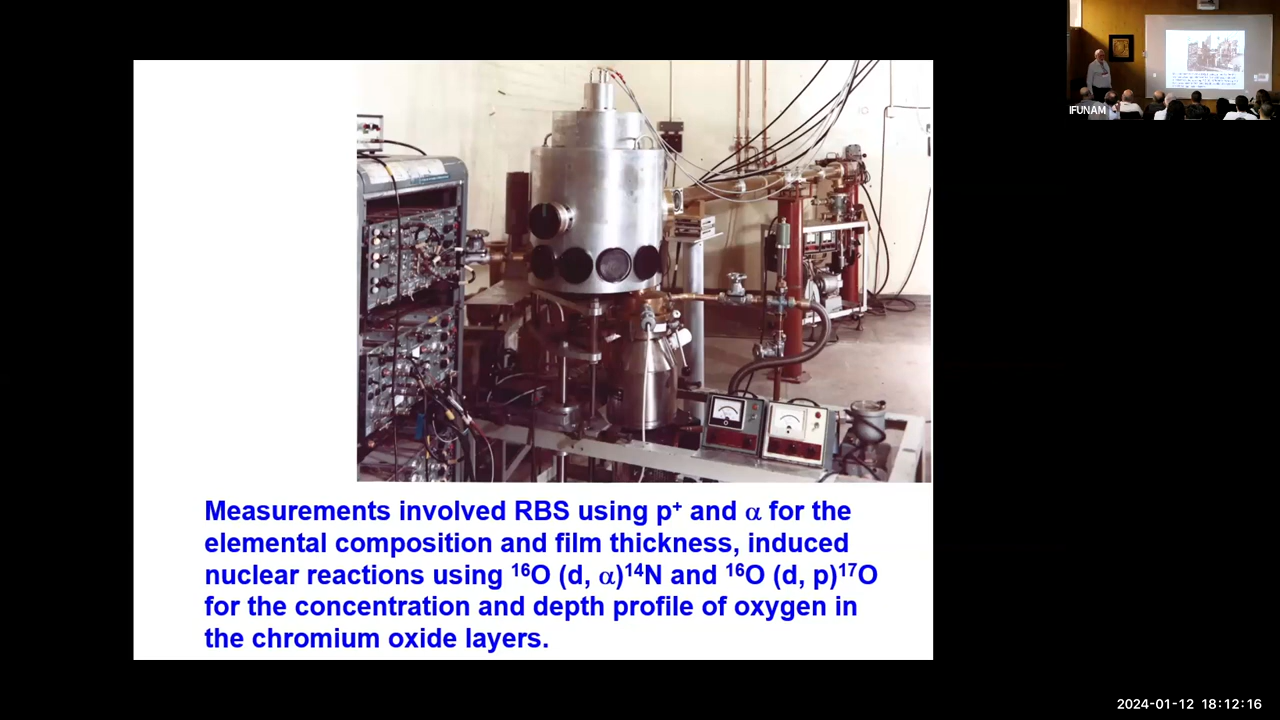 IFUNAM
Measurements involved RBS using p⁺ and α for the
elemental composition and film thickness, induced
nuclear reactions using ¹⁶O (d, α)¹⁴N and ¹⁶O (d, p)¹⁷O
for the concentration and depth profile of oxygen in
the chromium oxide layers.
2024-01-12 18:12:16